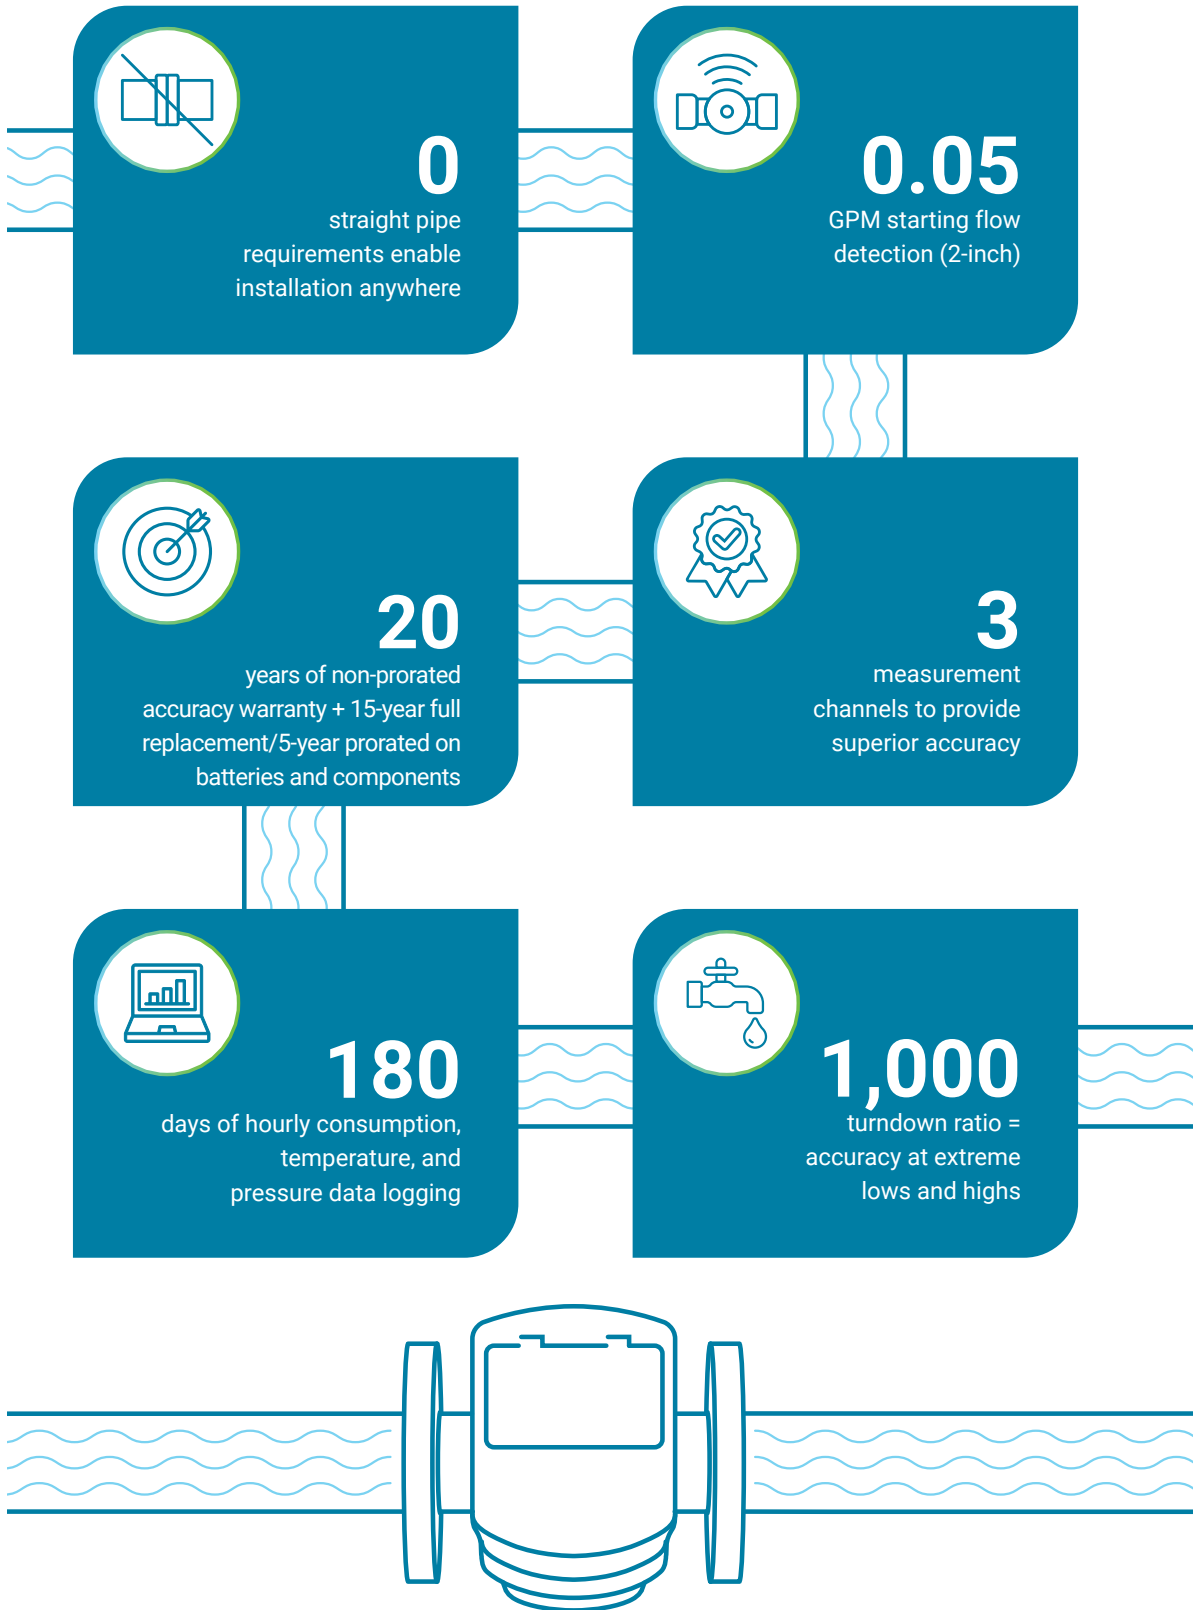 0
straight pipe
requirements enable
installation anywhere
0.05
GPM starting flow
detection (2-inch)
20
years of non-prorated
accuracy warranty + 15-year full
replacement/5-year prorated on
batteries and components
3
measurement
channels to provide
superior accuracy
180
days of hourly consumption,
temperature, and
pressure data logging
1,000
turndown ratio =
accuracy at extreme
lows and highs